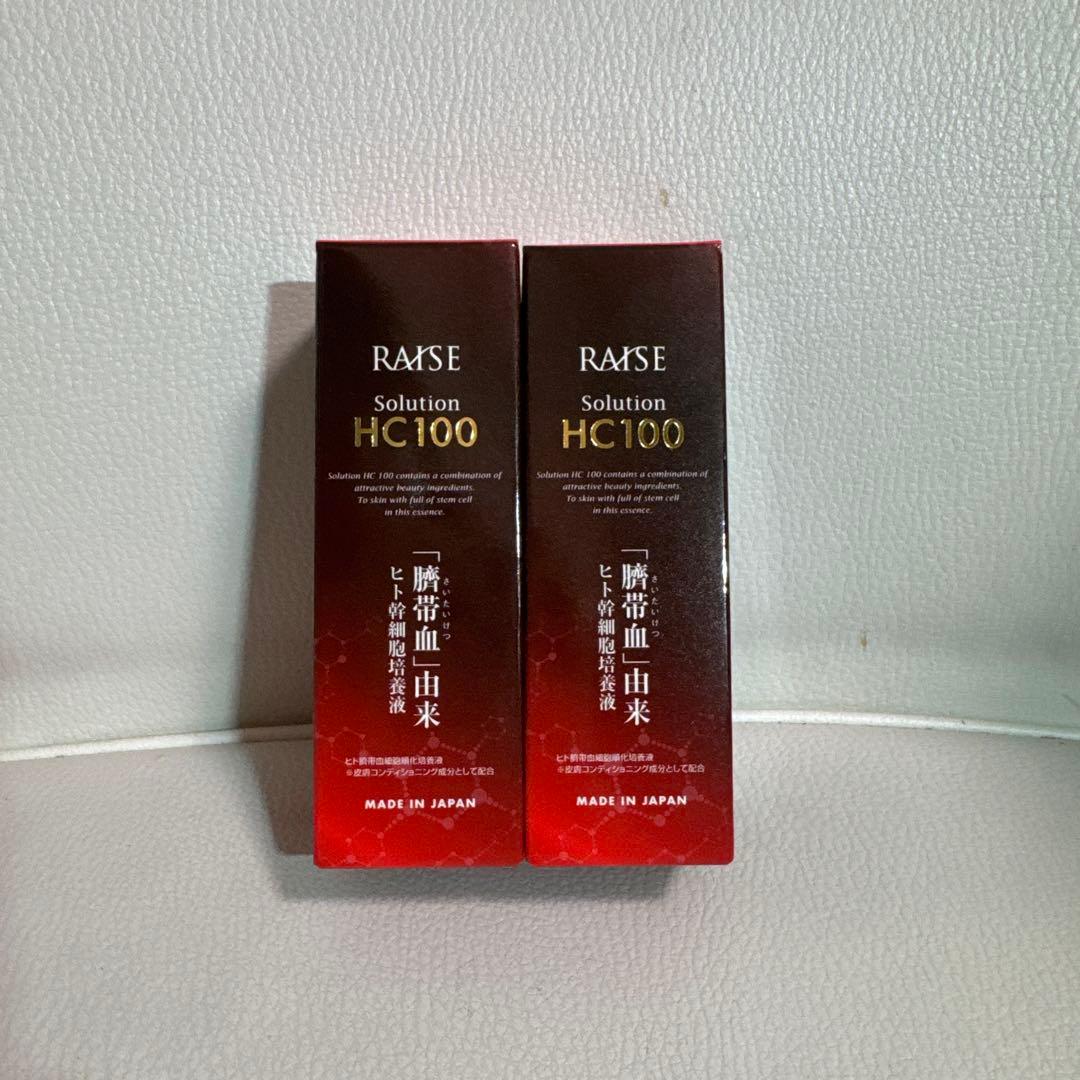 RAISE
Solution
HC100
Solution HC 100 contains a combination of
attractive beauty ingredients.
To skin with full of stem cell
in this essence.
「臍帯血」由来
さいたいけつ
ヒト幹細胞培養液
ヒト臍帯血細胞順化培養液
※皮膚コンディショニング成分として配合
MADE IN JAPAN
RAISE
Solution
HC100
Solution HC 100 contains a combination of
attractive beauty ingredients.
To skin with full of stem cell
in this essence.
「臍帯血」由来
さいたいけつ
ヒト幹細胞培養液
ヒト臍帯血細胞順化培養液
※皮膚コンディショニング成分として配合
MADE IN JAPAN